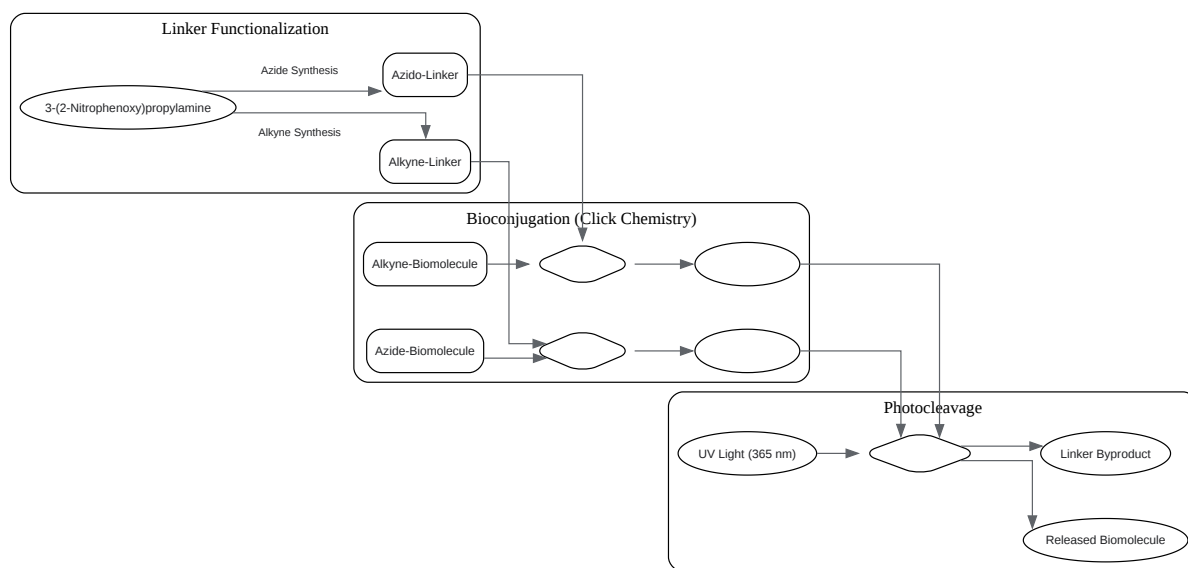 Linker Functionalization
Azide Synthesis
Azido-Linker
3-(2-Nitrophenoxy)propylamine
Alkyne Synthesis
Alkyne-Linker
Bioconjugation (Click Chemistry)
Alkyne-Biomolecule
Azide-Biomolecule
Photocleavage
UV Light (365 nm)
Linker Byproduct
Released Biomolecule